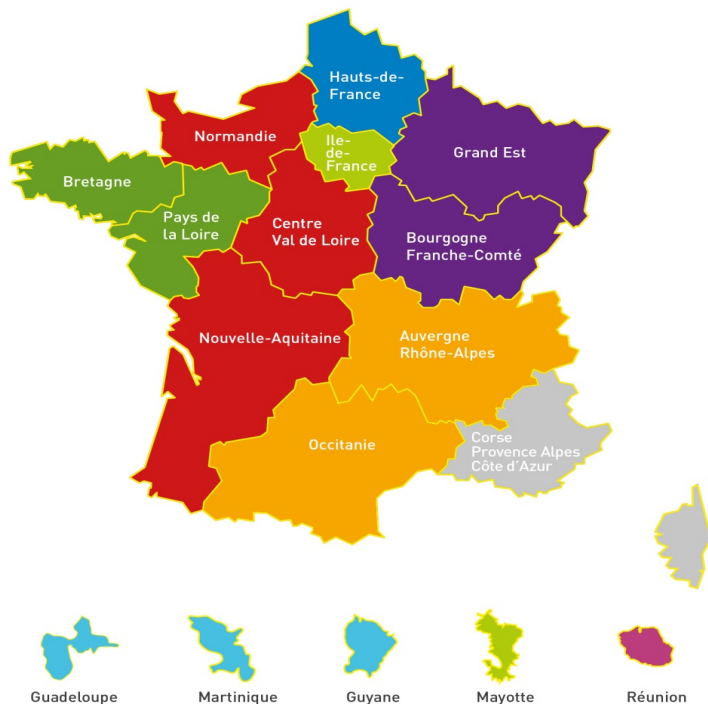 Hauts-de-
France
Normandie
Ile-
de-
France
Grand Est
Bretagne
Pays de
la Loire
Centre
Val de Loire
Bourgogne
Franche-Comté
Nouvelle-Aquitaine
Auvergne
Rhône-Alpes
Occitanie
Corse
Provence Alpes
Côte d'Azur
Guadeloupe
Martinique
Guyane
Mayotte
Réunion